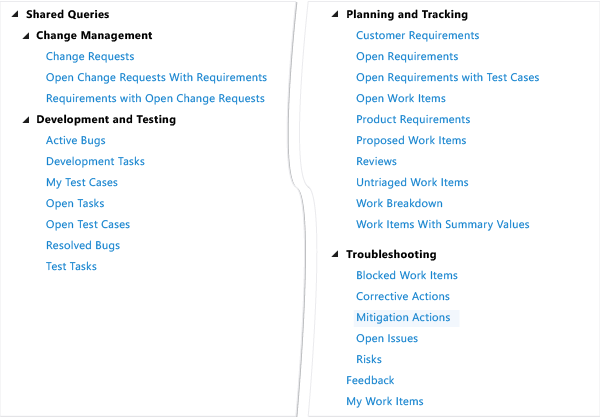 Shared Queries
Change Management
Change Requests
Open Change Requests With Requirements
Requirements with Open Change Requests
Development and Testing
Active Bugs
Development Tasks
My Test Cases
Open Tasks
Open Test Cases
Resolved Bugs
Test Tasks
Planning and Tracking
Customer Requirements
Open Requirements
Open Requirements with Test Cases
Open Work Items
Product Requirements
Proposed Work Items
Reviews
Untriaged Work Items
Work Breakdown
Work Items With Summary Values
Troubleshooting
Blocked Work Items
Corrective Actions
Mitigation Actions
Open Issues
Risks
Feedback
My Work Items